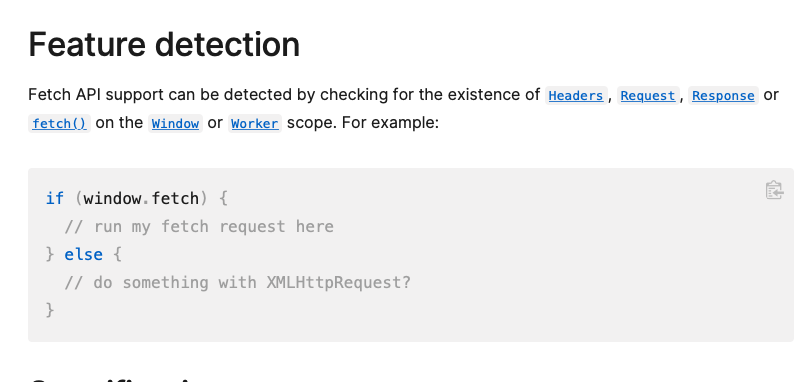 Feature detection
Fetch API support can be detected by checking for the existence of Headers, Request, Response or
fetch() on the Window or Worker scope. For example:
if (window.fetch) {
  // run my fetch request here
} else {
  // do something with XMLHttpRequest?
}